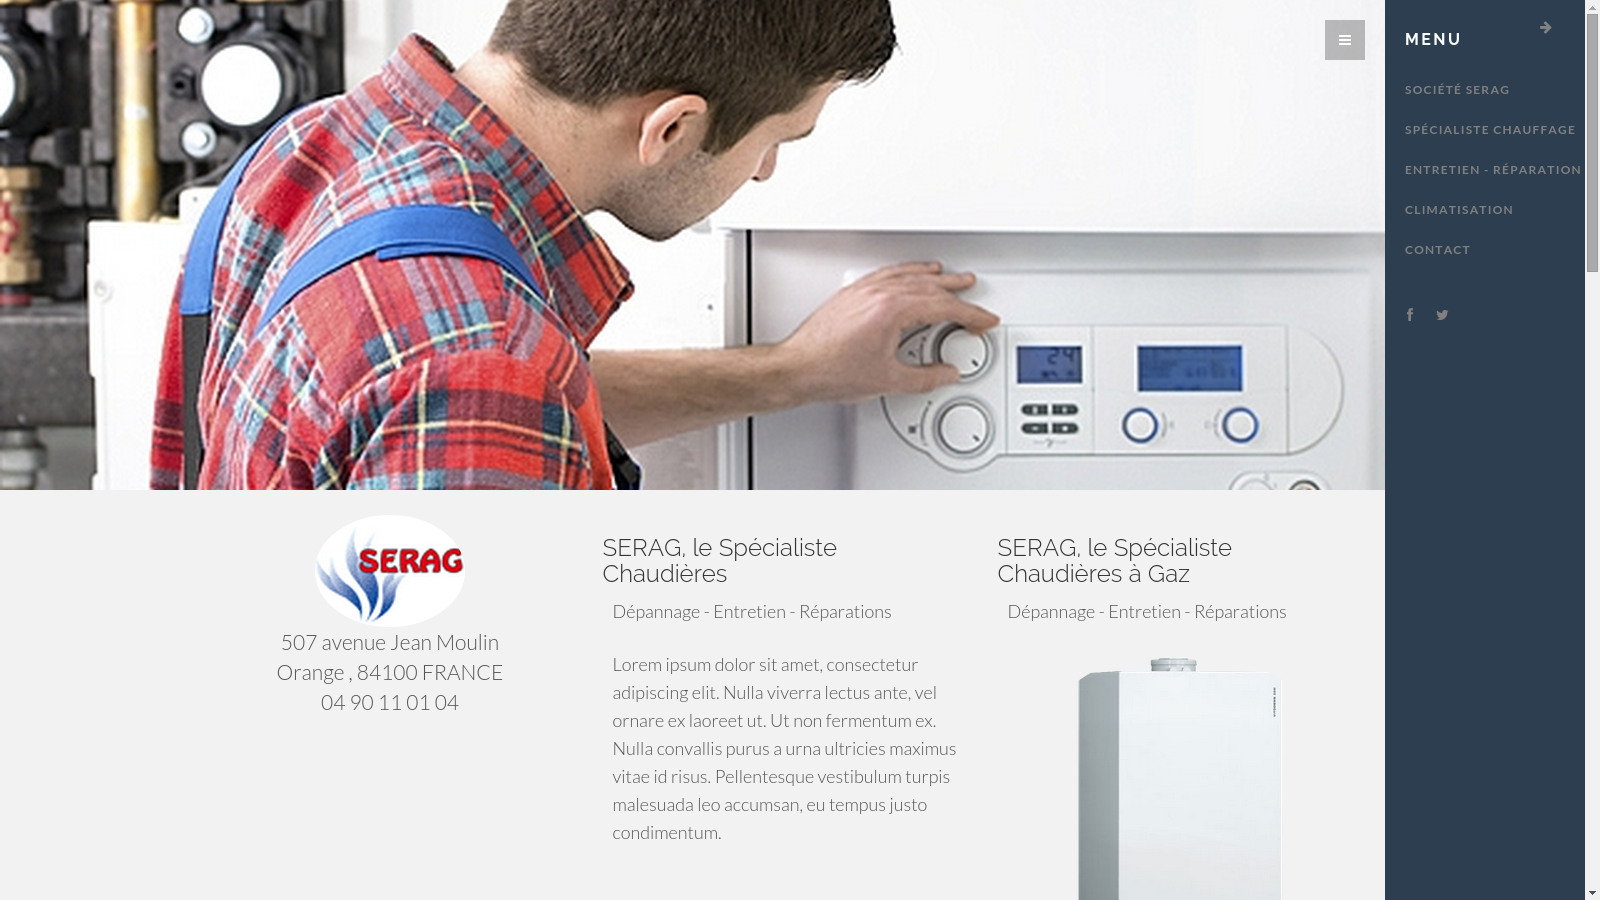 MENU
SOCIÉTÉ SERAG
SPÉCIALISTE CHAUFFAGE
ENTRETIEN - RÉPARATION
CLIMATISATION
CONTACT
24
SERAG
507 avenue Jean Moulin
Orange , 84100 FRANCE
04 90 11 01 04
SERAG, le Spécialiste
Chaudières
Dépannage - Entretien - Réparations
Lorem ipsum dolor sit amet, consectetur
adipiscing elit. Nulla viverra lectus ante, vel
ornare ex laoreet ut. Ut non fermentum ex.
Nulla convallis purus a urna ultricies maximus
vitae id risus. Pellentesque vestibulum turpis
malesuada leo accumsan, eu tempus justo
condimentum.
SERAG, le Spécialiste
Chaudières à Gaz
Dépannage - Entretien - Réparations